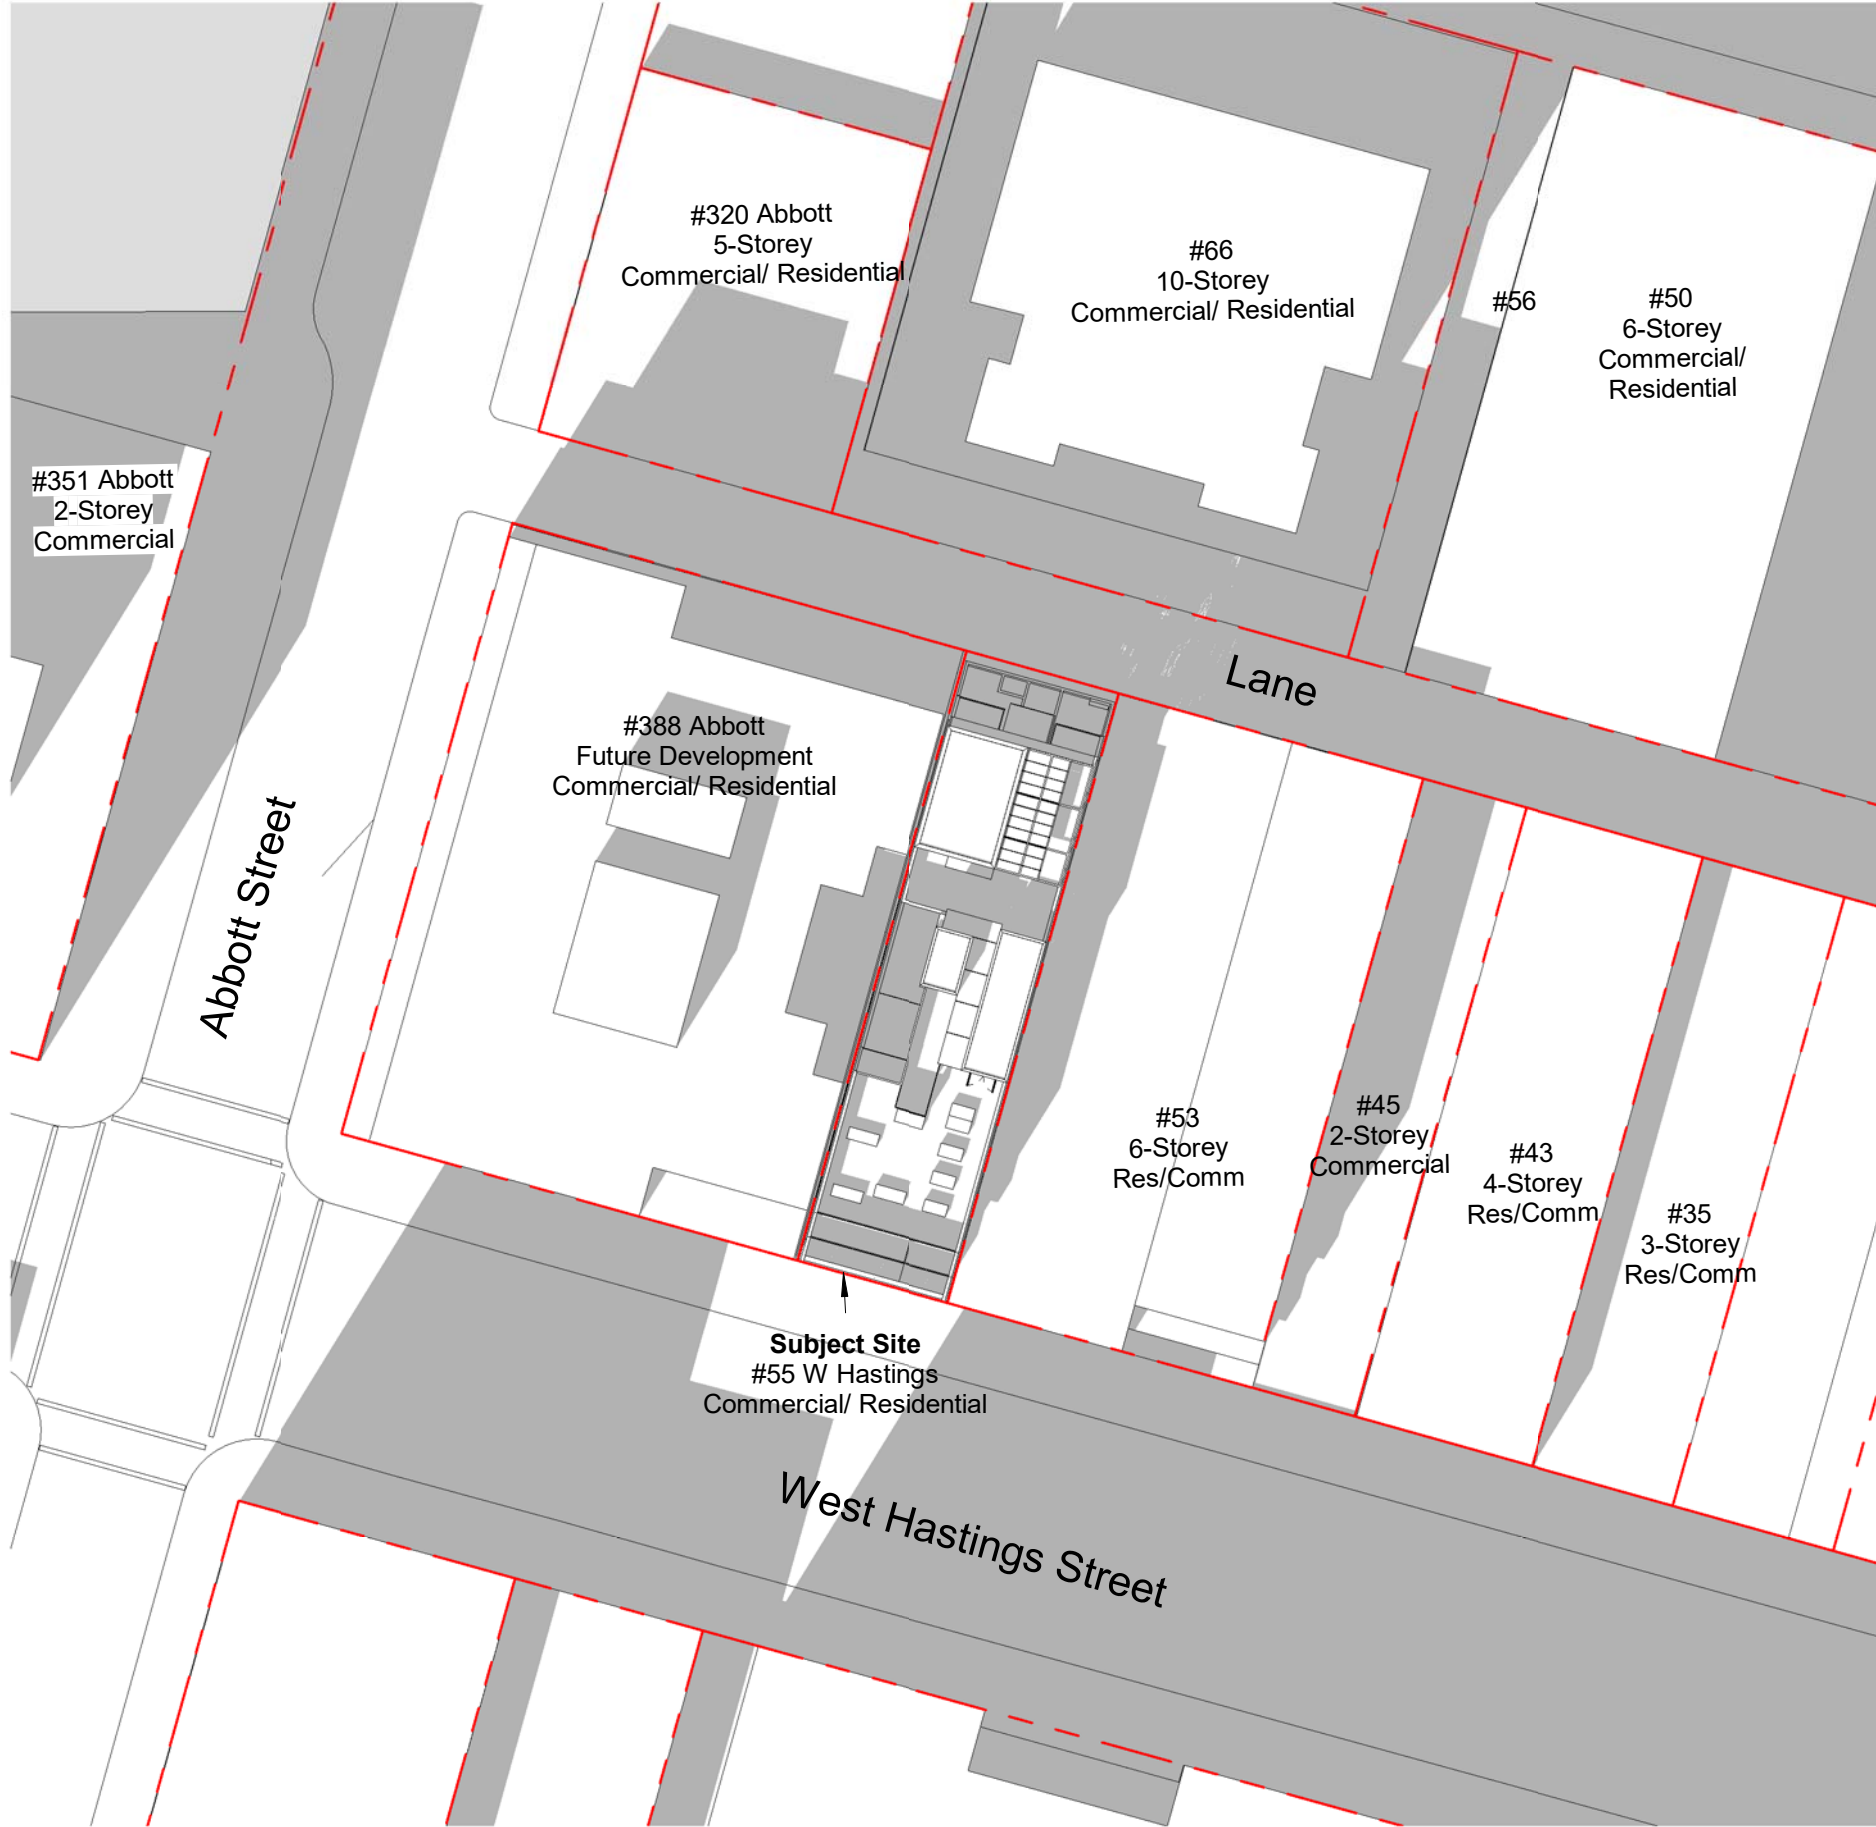 #320 Abbott
5-Storey
Commercial/ Residential
#66
10-Storey
Commercial/ Residential
#56
#50
6-Storey
Commercial/
Residential
#351 Abbott
2-Storey
Commercial
Lane
#388 Abbott
Future Development
Commercial/ Residential
Abbott Street
#53
6-Storey
Res/Comm
#45
2-Storey
Commercial
#43
4-Storey
Res/Comm
#35
3-Storey
Res/Comm
Subject Site
#55 W Hastings
Commercial/ Residential
West Hastings Street